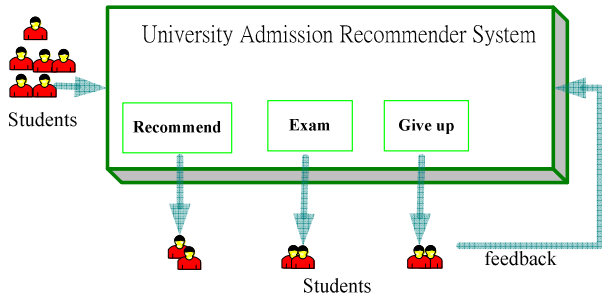 University Admission Recommender System
Students
Recommend
Exam
Give up
feedback
Students